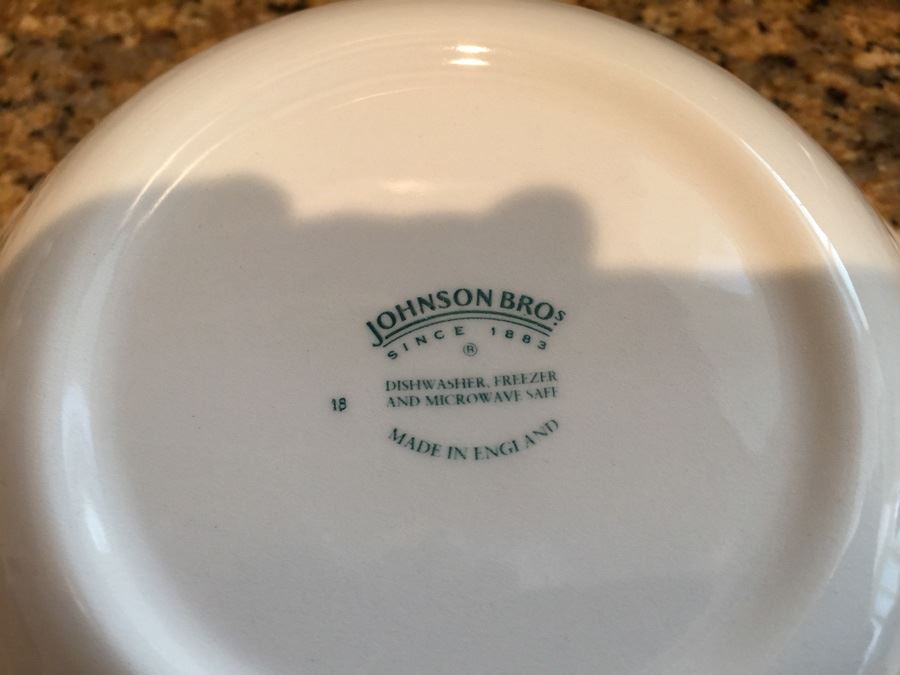 JOHNSON BROS
SINCE 1883
®
DISHWASHER, FREEZER
AND MICROWAVE SAFE
18
MADE IN ENGLAND